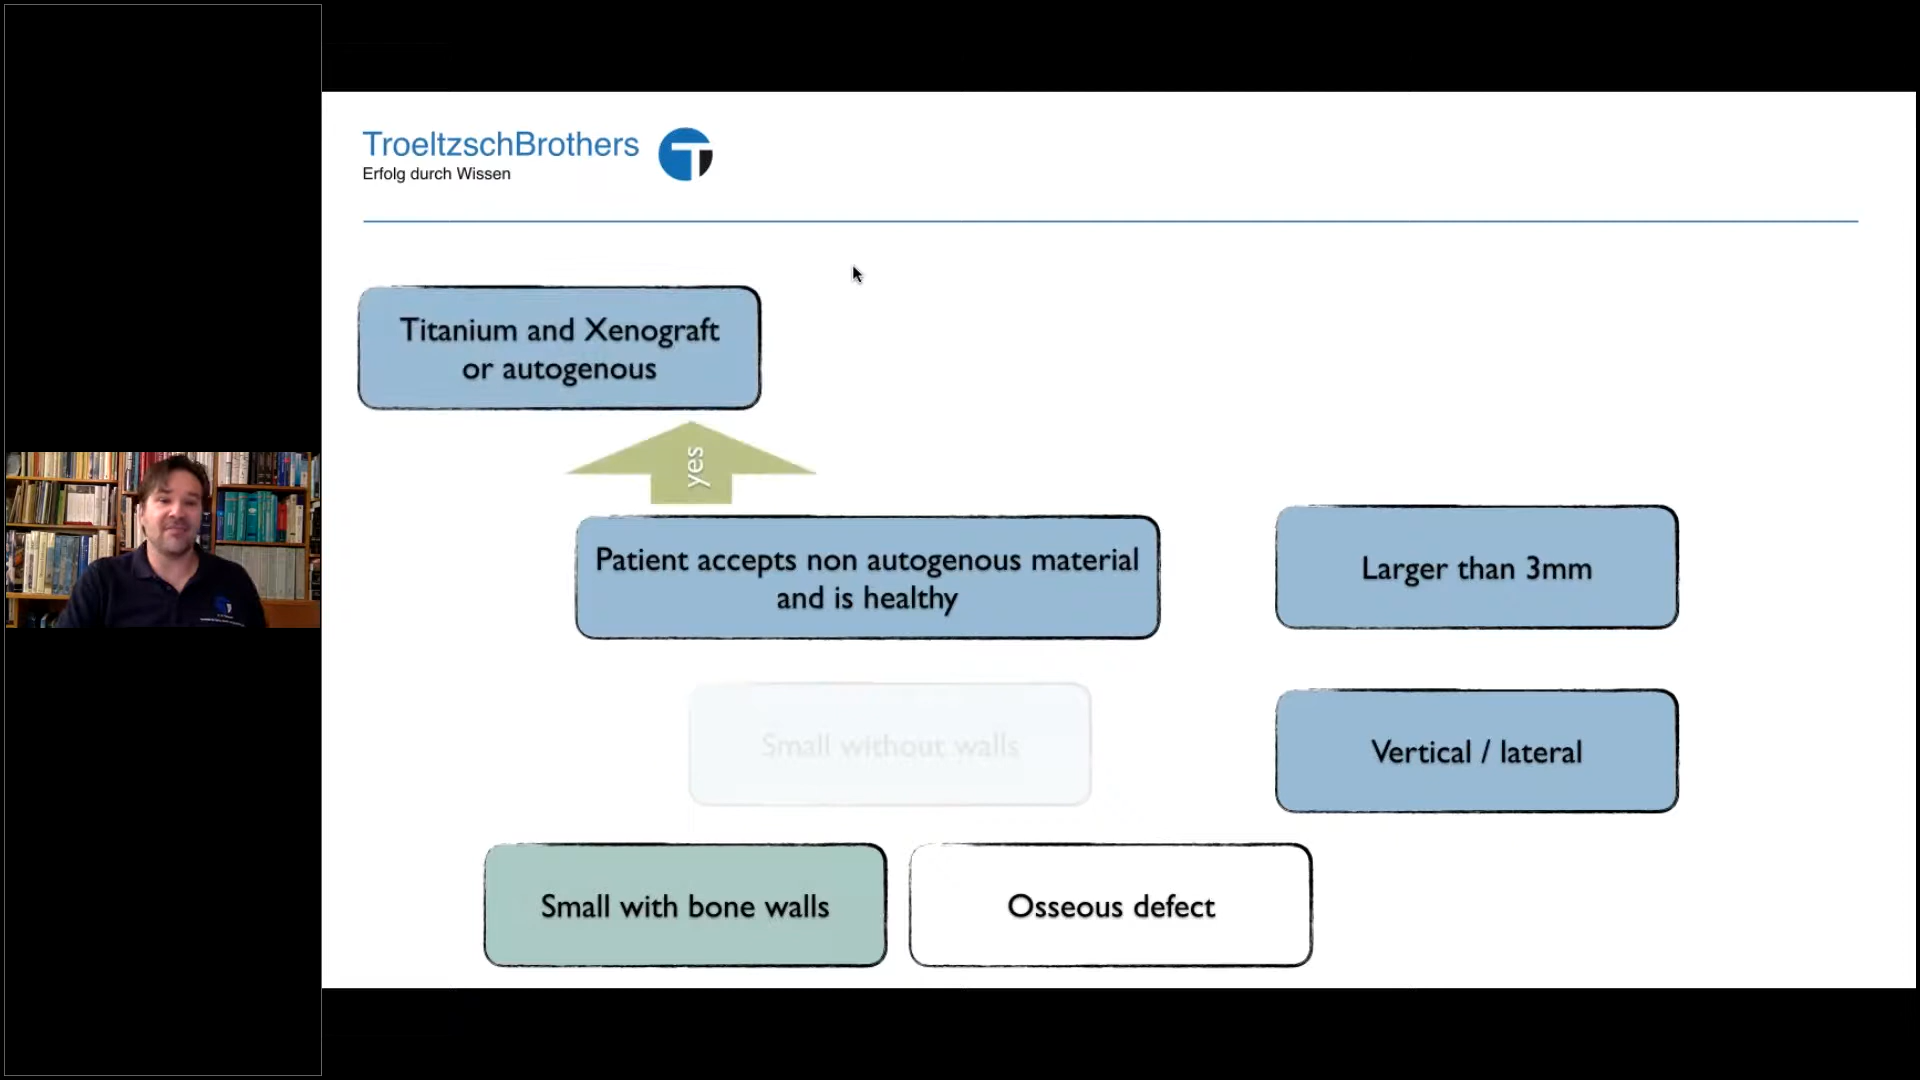 TroeltzschBrothers
Erfolg durch Wissen
Titanium and Xenograft
or autogenous
yes
Patient accepts non autogenous material
and is healthy
Larger than 3mm
Small without walls
Vertical / lateral
Small with bone walls
Osseous defect